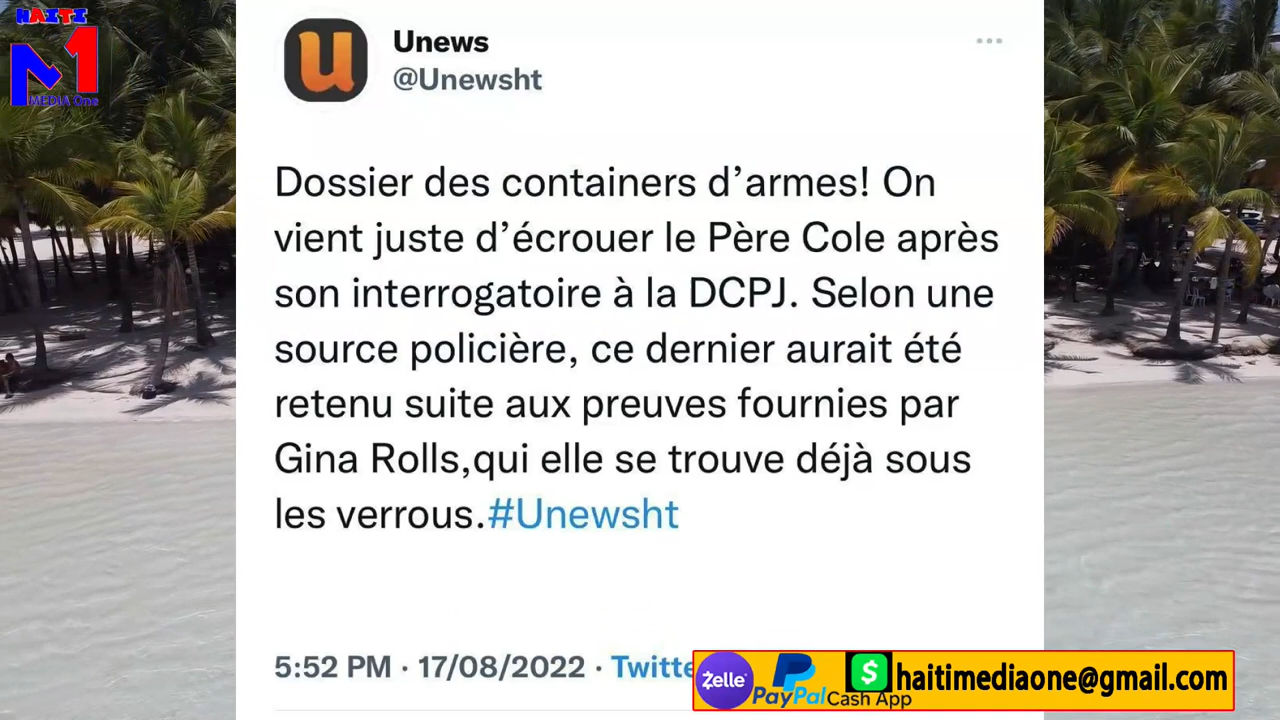 HAITI
M1
MEDIA One
u
Unews
@Unewsht
Dossier des containers d’armes! On
vient juste d’écrouer le Père Cole après
son interrogatoire à la DCPJ. Selon une
source policière, ce dernier aurait été
retenu suite aux preuves fournies par
Gina Rolls,qui elle se trouve déjà sous
les verrous.#Unewsht
5:52 PM · 17/08/2022 · Twitte
Zelle
PayPal
$
Cash App
haitimediaone@gmail.com